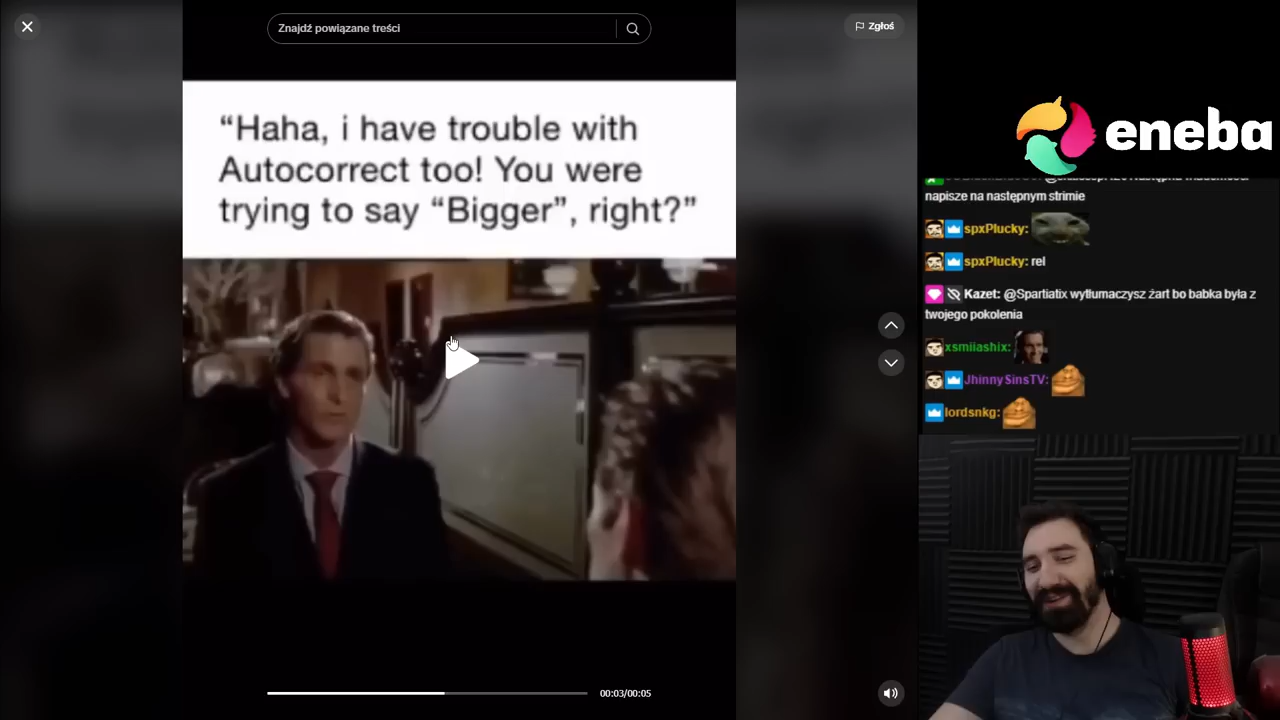 Znajdź powiązane treści
Zgłoś
“Haha, i have trouble with
Autocorrect too! You were
trying to say “Bigger”, right?”
00:03/00:05
eneba
napisze na następnym strimie
spxPlucky:
spxPlucky: rel
Kazet: @Spartiatix wytłumaczysz żart bo babka była z
twojego pokolenia
xsmiiashix:
JhinnySinsTV:
lordsnkg: